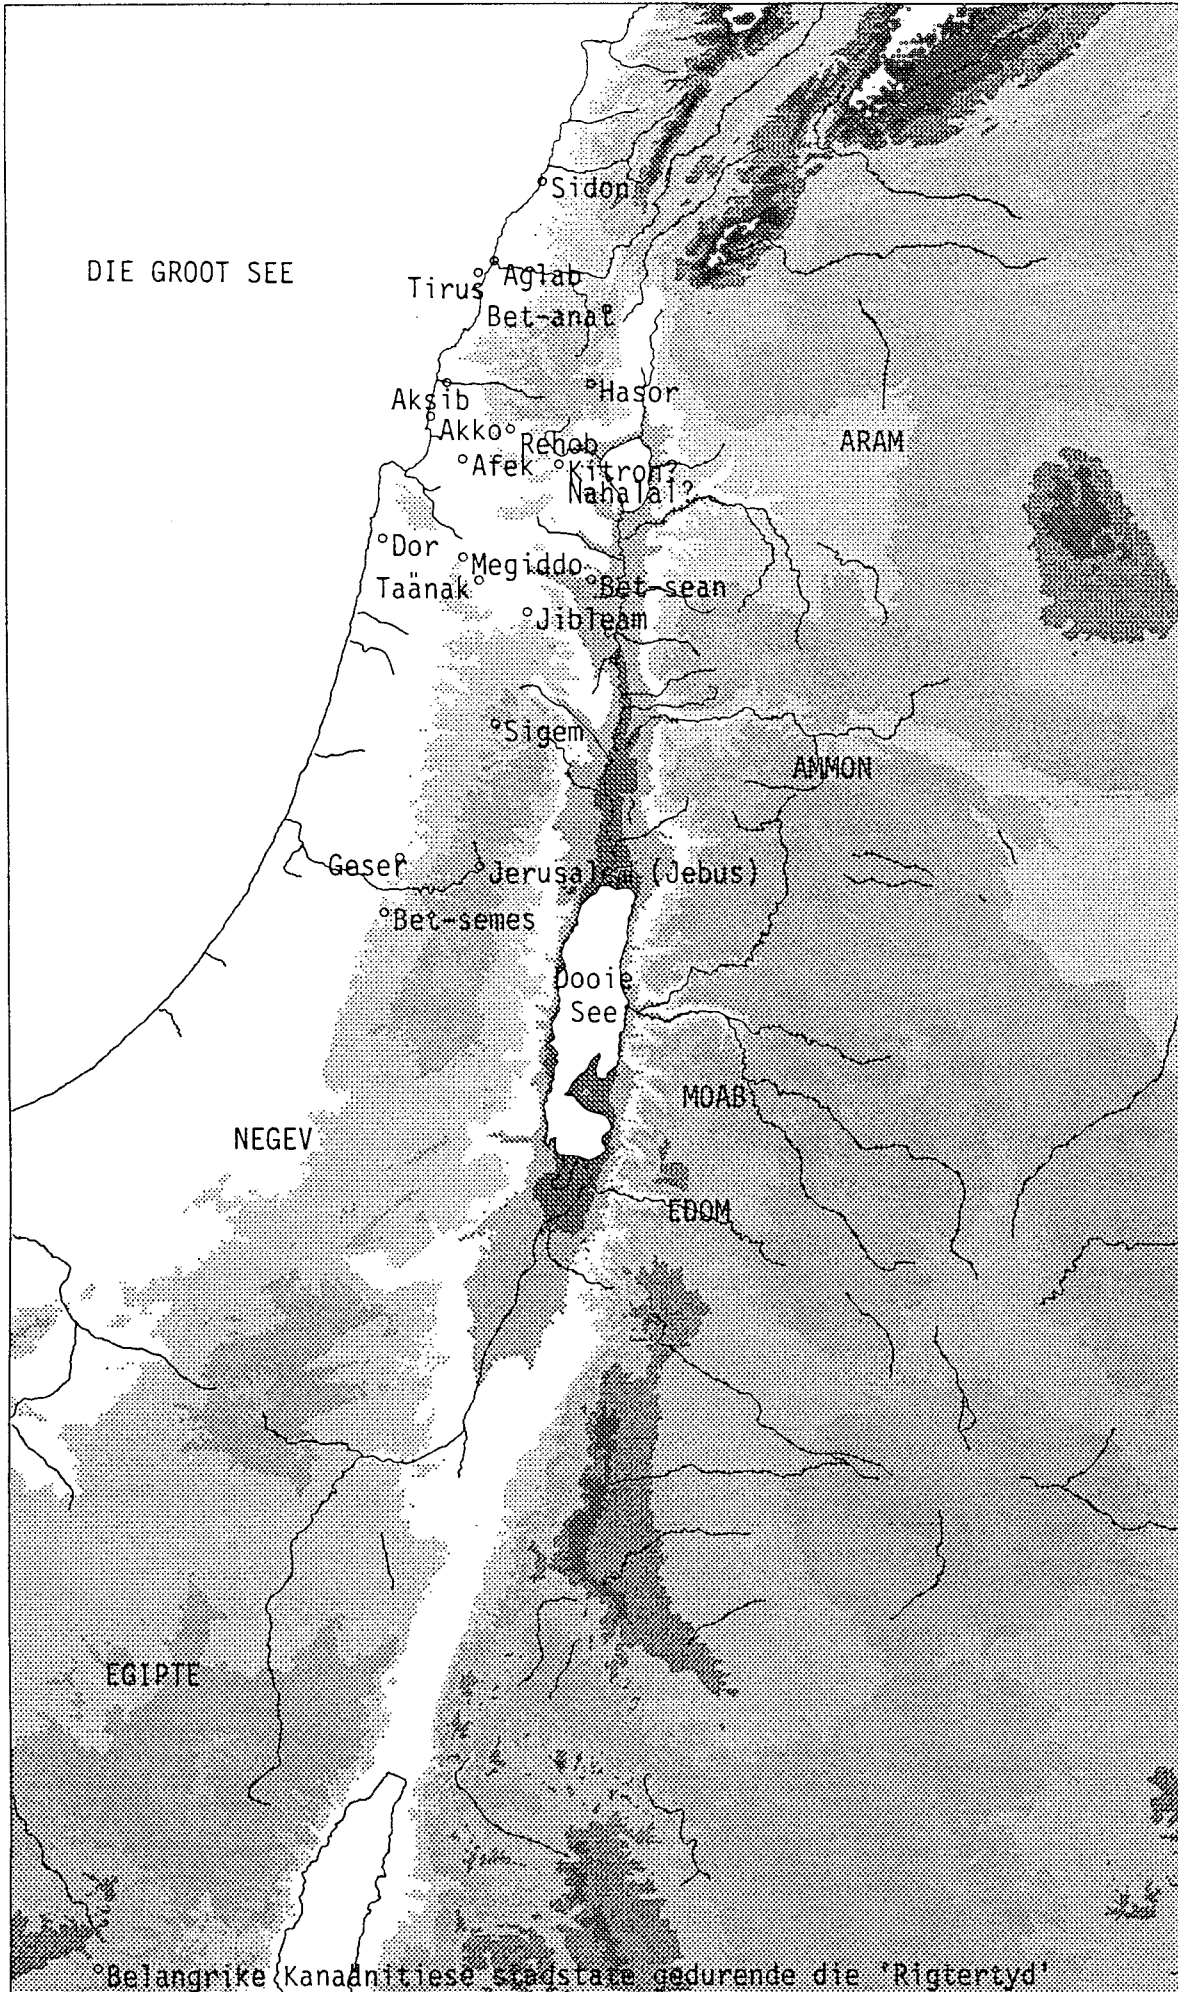 Sidon
DIE GROOT SEE
Aglab
Tirus
Bet-anat
Hasor
Aksib
Akko
Rehob
ARAM
Afek
Kitron?
Nahalal?
Dor
Megiddo
Taänak
Bet-sean
Jibleam
Sigem
AMMON
Geser
Jerusalem (Jebus)
Bet-semes
Dooie
See
MOAB
NEGEV
EDOM
EGIPTE
Belangrike Kanaänitiese stadstate gedurende die 'Rigtertyd'